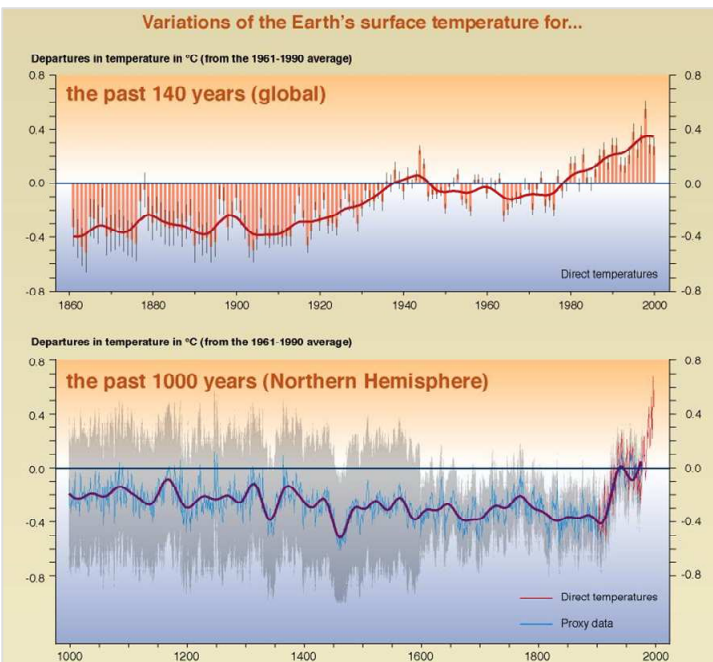 Variations of the Earth's surface temperature for...
Departures in temperature in °C (from the 1961-1990 average)
the past 140 years (global)
0.8 0.8
0.4 0.4
0.0 0.0
-0.4 -0.4
-0.8 -0.8
Direct temperatures
1860 1880 1900 1920 1940 1960 1980 2000
Departures in temperature in °C (from the 1961-1990 average)
the past 1000 years (Northern Hemisphere)
0.8 0.8
0.4 0.4
0.0 0.0
-0.4 -0.4
-0.8 -0.8
Direct temperatures
Proxy data
1000 1200 1400 1600 1800 2000